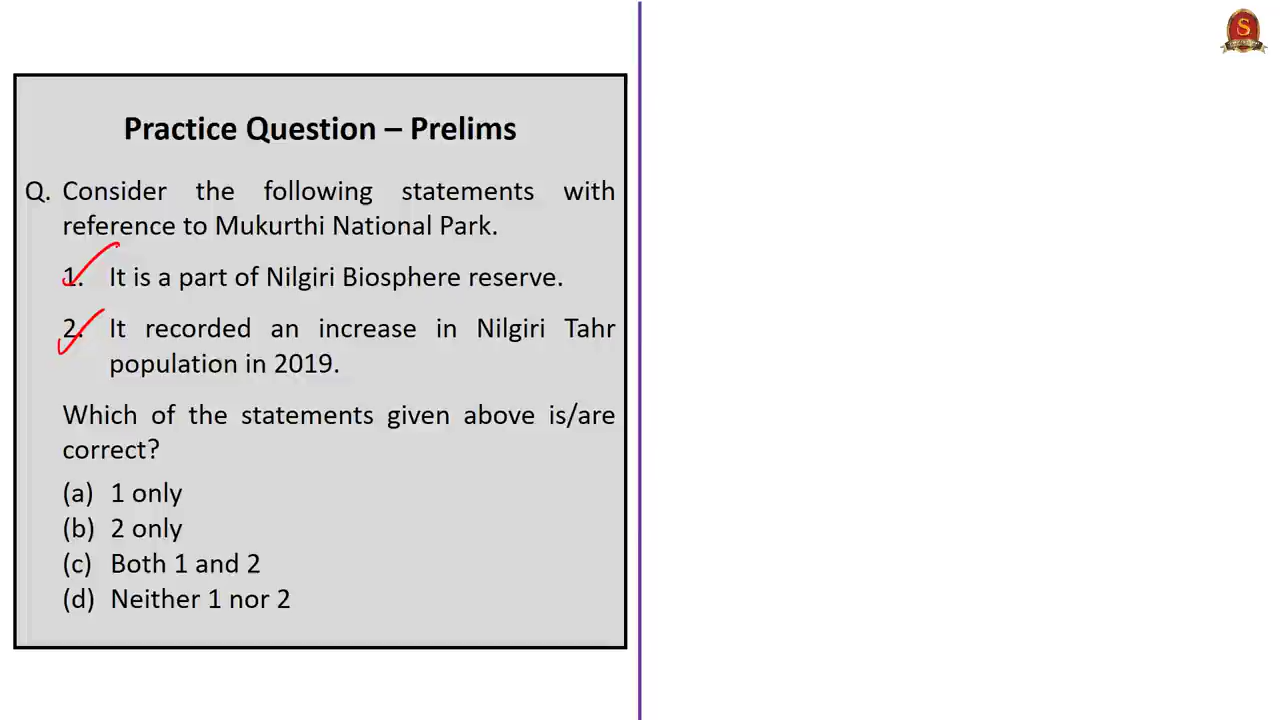 S
Practice Question – Prelims
Q. Consider the following statements with
reference to Mukurthi National Park.
1. It is a part of Nilgiri Biosphere reserve.
2. It recorded an increase in Nilgiri Tahr
population in 2019.
Which of the statements given above is/are
correct?
(a) 1 only
(b) 2 only
(c) Both 1 and 2
(d) Neither 1 nor 2